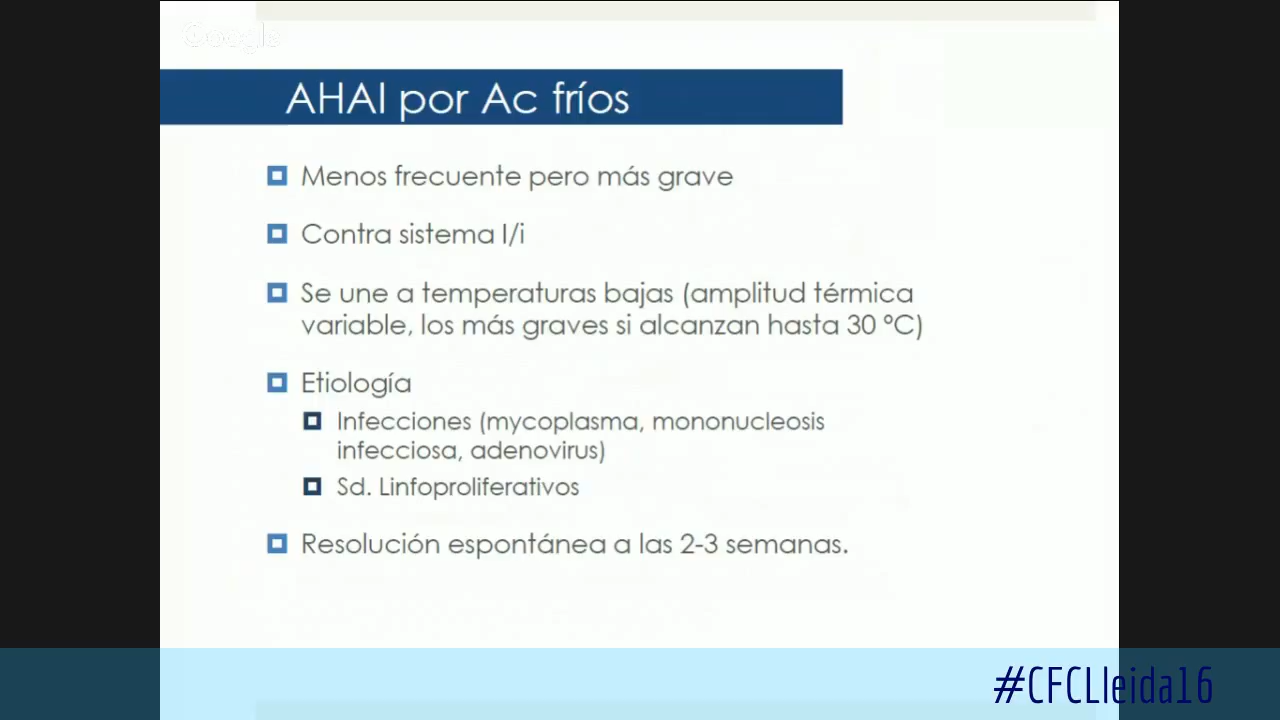 Google
AHAI por Ac fríos
Menos frecuente pero más grave
Contra sistema I/i
Se une a temperaturas bajas (amplitud térmica
variable, los más graves si alcanzan hasta 30 ºC)
Etiología
Infecciones (mycoplasma, mononucleosis
infecciosa, adenovirus)
Sd. Linfoproliferativos
Resolución espontánea a las 2-3 semanas.
#CFCLleida16